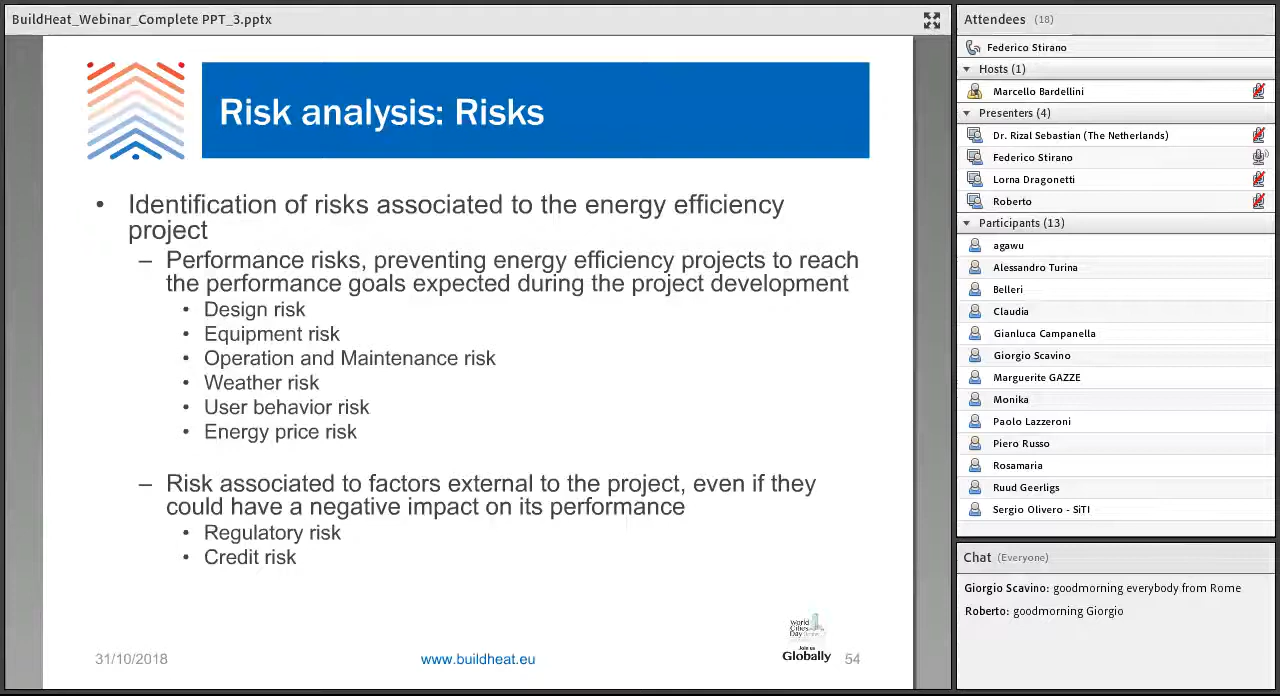 BuildHeat_Webinar_Complete PPT_3.pptx
Risk analysis: Risks
• Identification of risks associated to the energy efficiency
project
– Performance risks, preventing energy efficiency projects to reach
the performance goals expected during the project development
• Design risk
• Equipment risk
• Operation and Maintenance risk
• Weather risk
• User behavior risk
• Energy price risk
– Risk associated to factors external to the project, even if they
could have a negative impact on its performance
• Regulatory risk
• Credit risk
World
Cities
Day
Join us
Globally
31/10/2018
www.buildheat.eu
54
Attendees (18)
Federico Stirano
Hosts (1)
Marcello Bardellini
Presenters (4)
Dr. Rizal Sebastian (The Netherlands)
Federico Stirano
Lorna Dragonetti
Roberto
Participants (13)
agawu
Alessandro Turina
Belleri
Claudia
Gianluca Campanella
Giorgio Scavino
Marguerite GAZZE
Monika
Paolo Lazzeroni
Piero Russo
Rosamaria
Ruud Geerligs
Sergio Olivero - SiTI
Chat (Everyone)
Giorgio Scavino: goodmorning everybody from Rome
Roberto: goodmorning Giorgio